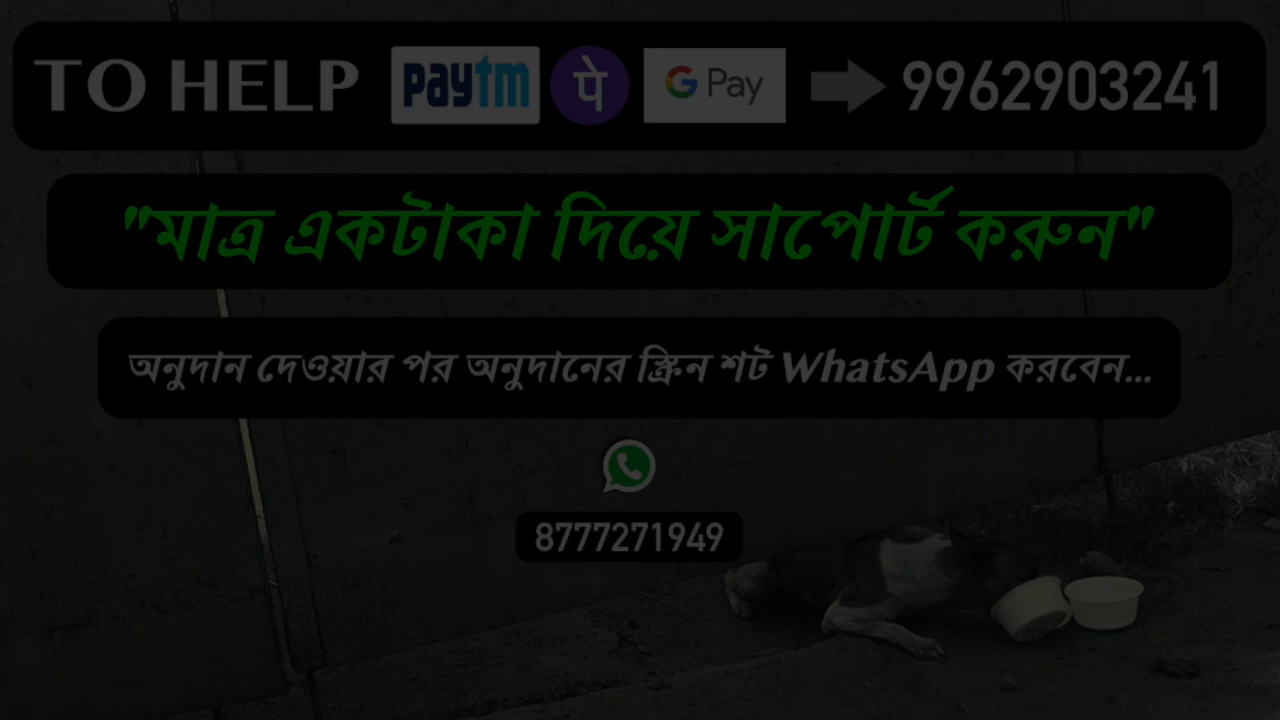 TO HELP paytm पे G Pay 9962903241
"মাত্র একটাকা দিয়ে সাপোর্ট করুন"
অনুদান দেওয়ার পর অনুদানের স্ক্রিন শট WhatsApp করবেন...
8777271949